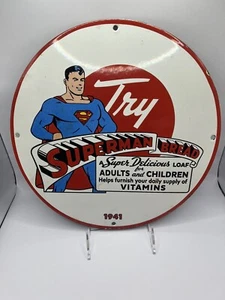 Try
SUPERMAN BREAD
A Super Delicious LOAF
for
ADULTS and CHILDREN
Helps furnish your daily supply of
VITAMINS
1941